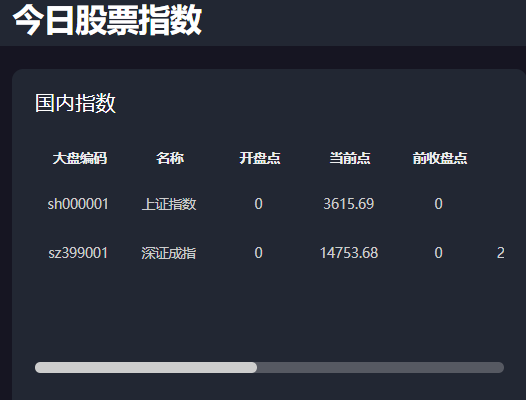 今日股票指数
国内指数
大盘编码 名称 开盘点 当前点 前收盘点
sh000001 上证指数 0 3615.69 0
sz399001 深证成指 0 14753.68 0 2